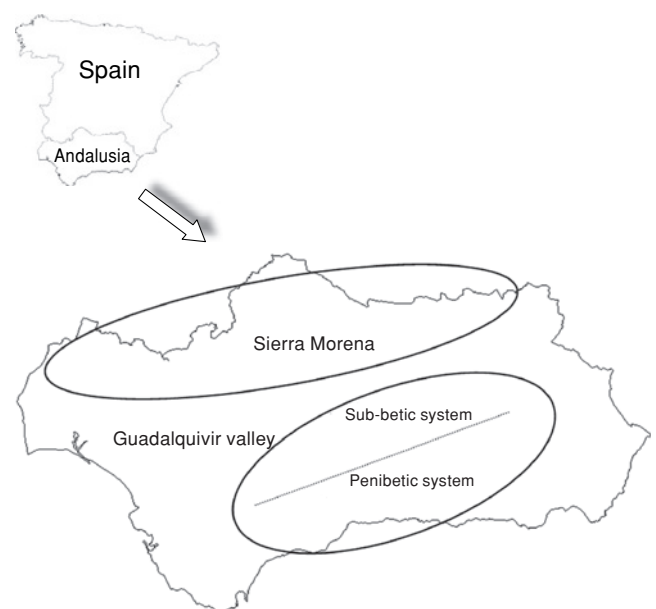 Spain
Andalusia
Sierra Morena
Sub-betic system
Guadalquivir valley
Penibetic system